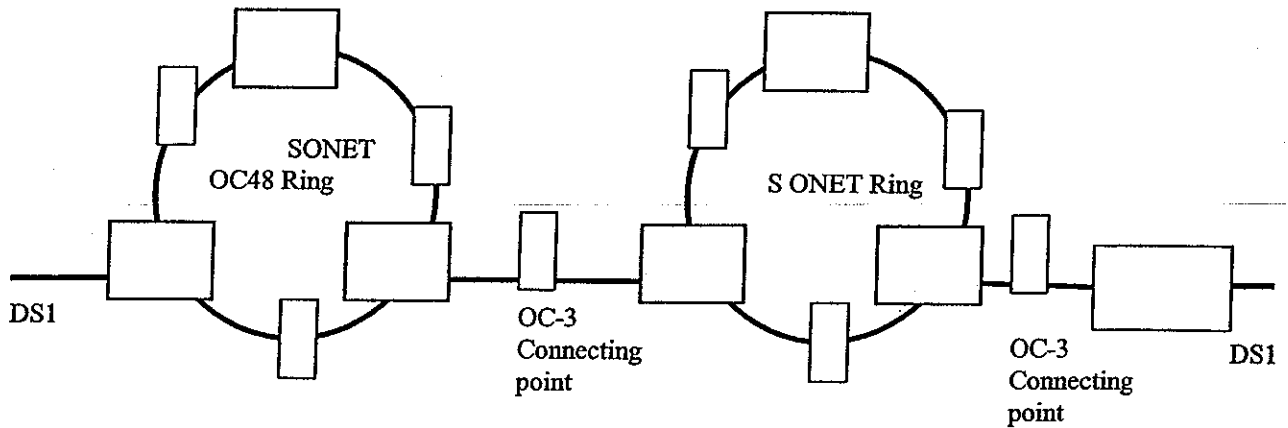 SONET
OC48 Ring
S ONET Ring
DS1
OC-3
Connecting
point
OC-3
Connecting
point
DS1